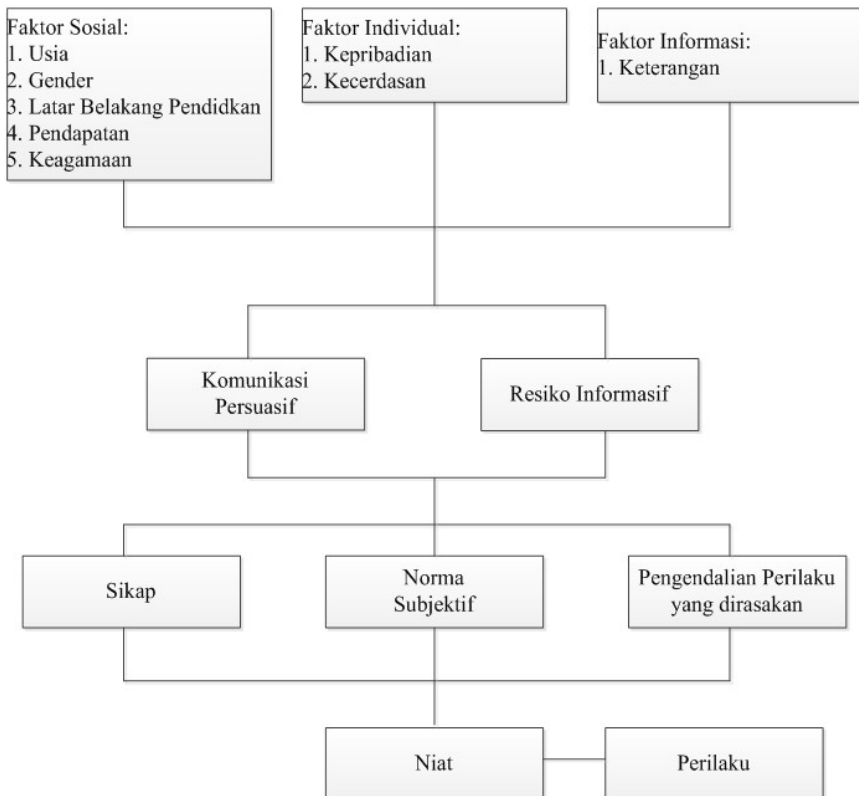 Faktor Sosial:
1. Usia
2. Gender
3. Latar Belakang Pendidkan
4. Pendapatan
5. Keagamaan
Faktor Individual:
1. Kepribadian
2. Kecerdasan
Faktor Informasi:
1. Keterangan
Komunikasi
Persuasif
Resiko Informasif
Sikap
Norma
Subjektif
Pengendalian Perilaku
yang dirasakan
Niat
Perilaku